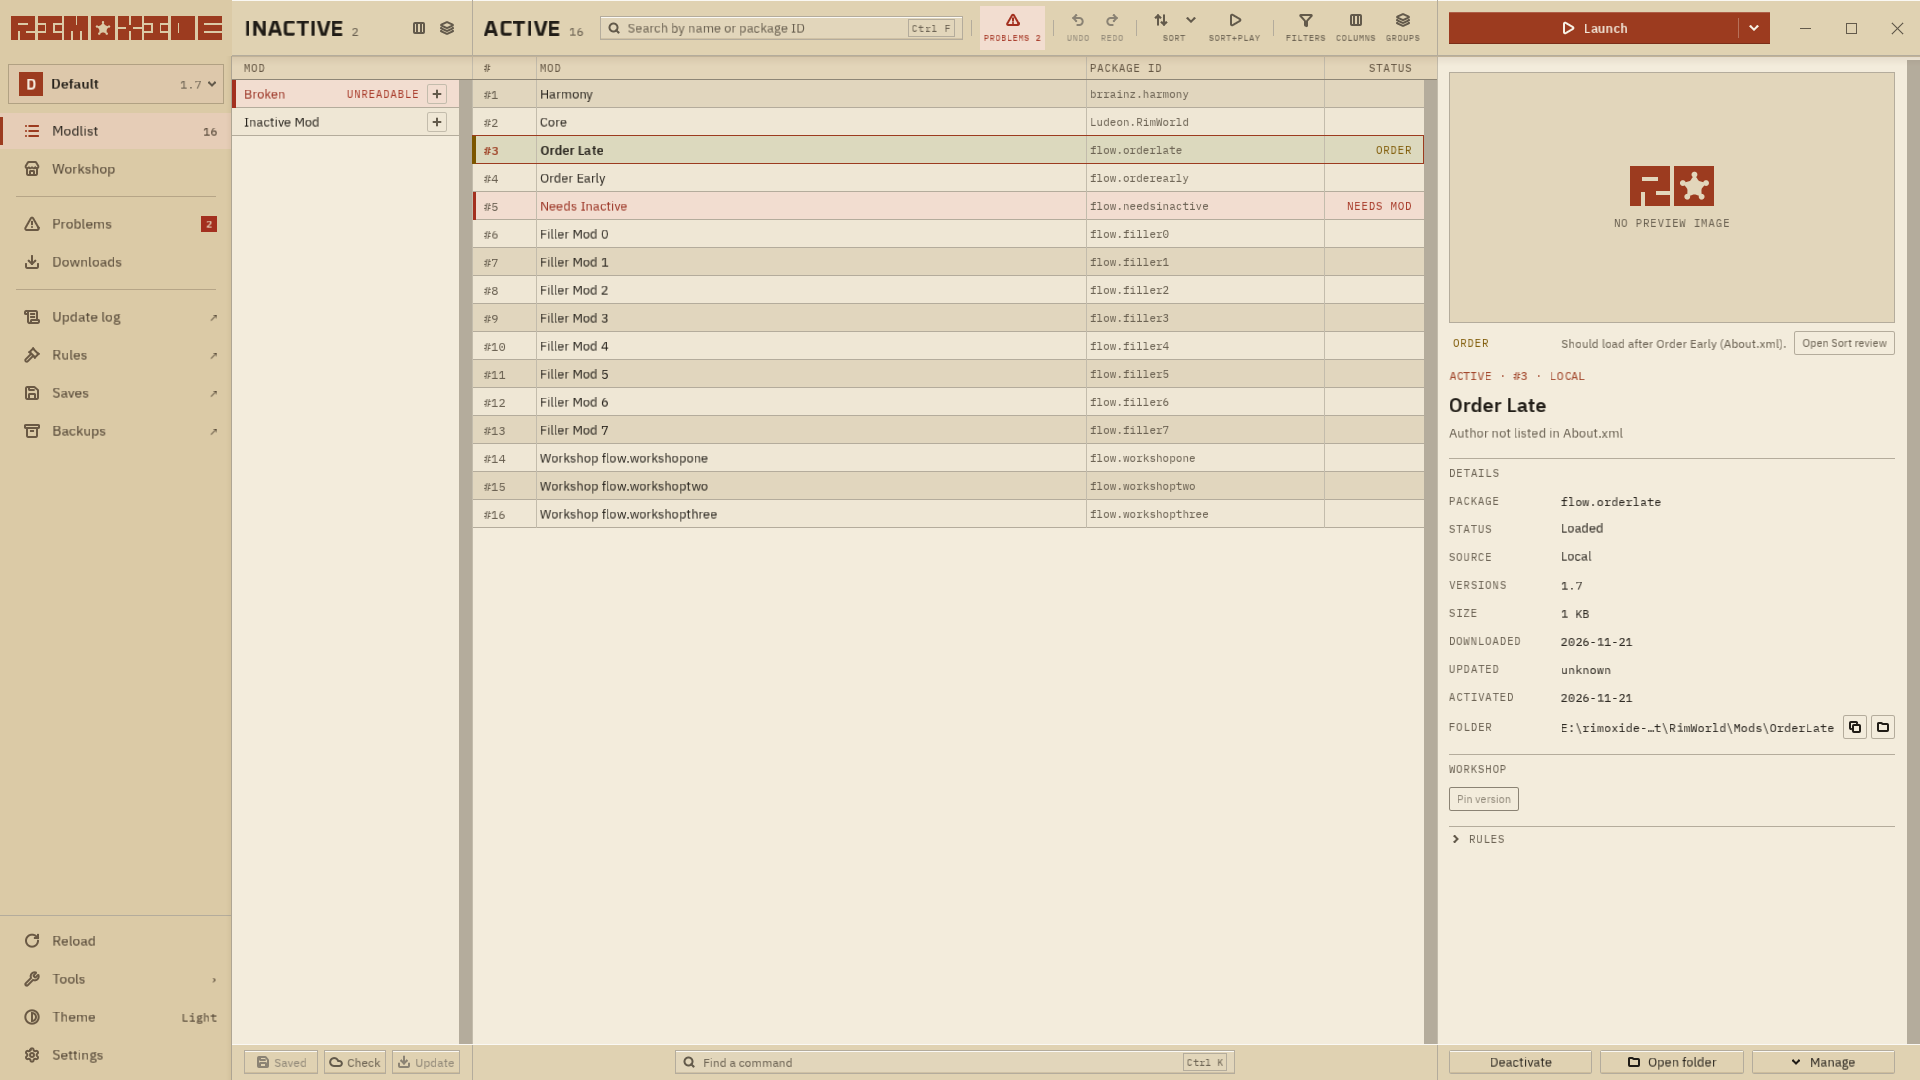 RIMOXIDE
D Default 1.7
Modlist 16
Workshop
Problems 2
Downloads
Update log ↗
Rules ↗
Saves ↗
Backups ↗
Reload
Tools ›
Theme Light
Settings
INACTIVE 2
MOD
Broken UNREADABLE +
Inactive Mod +
Saved Check Update
ACTIVE 16
Search by name or package ID Ctrl F
PROBLEMS 2 UNDO REDO SORT SORT+PLAY FILTERS COLUMNS GROUPS
# MOD PACKAGE ID STATUS
#1 Harmony brrainz.harmony
#2 Core Ludeon.RimWorld
#3 Order Late flow.orderlate ORDER
#4 Order Early flow.orderearly
#5 Needs Inactive flow.needsinactive NEEDS MOD
#6 Filler Mod 0 flow.filler0
#7 Filler Mod 1 flow.filler1
#8 Filler Mod 2 flow.filler2
#9 Filler Mod 3 flow.filler3
#10 Filler Mod 4 flow.filler4
#11 Filler Mod 5 flow.filler5
#12 Filler Mod 6 flow.filler6
#13 Filler Mod 7 flow.filler7
#14 Workshop flow.workshopone flow.workshopone
#15 Workshop flow.workshoptwo flow.workshoptwo
#16 Workshop flow.workshopthree flow.workshopthree
Find a command Ctrl K
Launch
NO PREVIEW IMAGE
ORDER Should load after Order Early (About.xml). Open Sort review
ACTIVE · #3 · LOCAL
Order Late
Author not listed in About.xml
DETAILS
PACKAGE flow.orderlate
STATUS Loaded
SOURCE Local
VERSIONS 1.7
SIZE 1 KB
DOWNLOADED 2026-11-21
UPDATED unknown
ACTIVATED 2026-11-21
FOLDER E:\rimoxide-…t\RimWorld\Mods\OrderLate
WORKSHOP
Pin version
RULES
Deactivate Open folder Manage